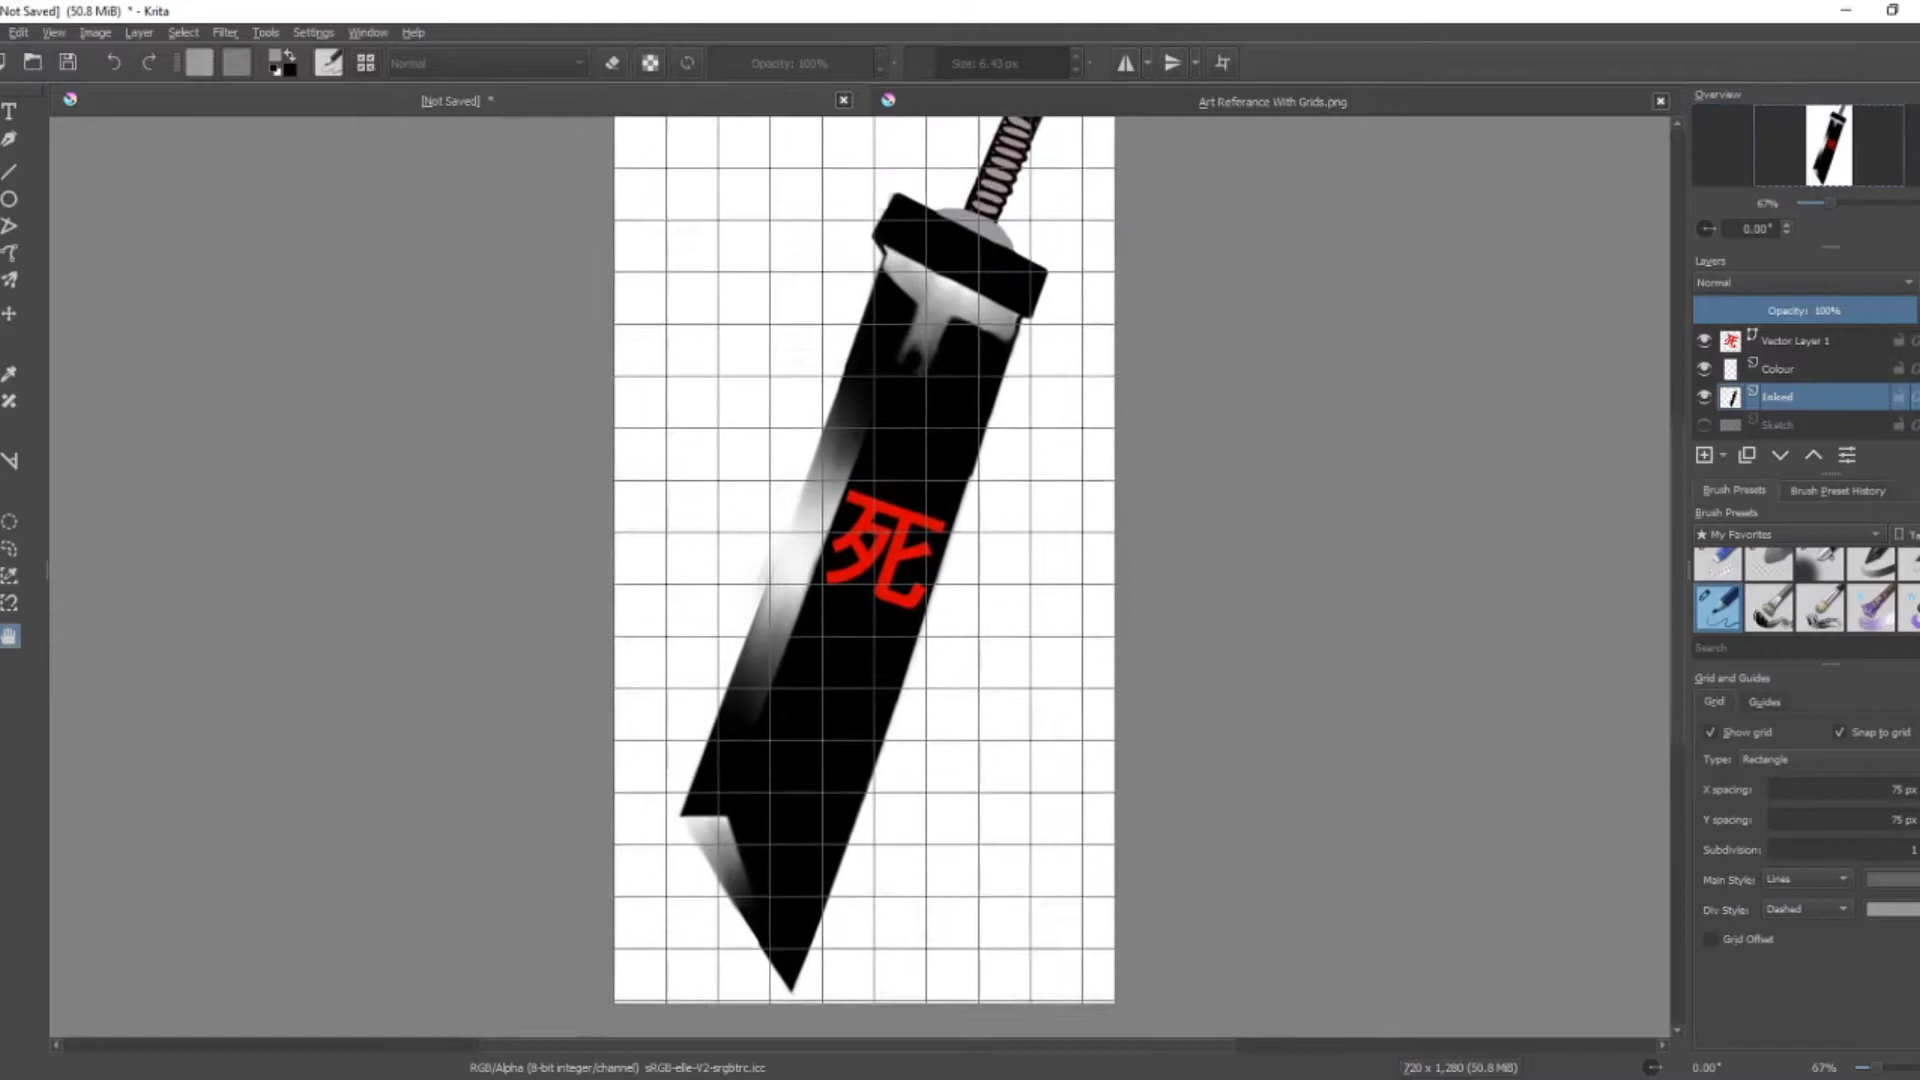 Not Saved] (50.8 MiB) * - Krita
Edit View Image Layer Select Filter Tools Settings Window Help
Normal
Opacity: 100%
Size: 6.43 px
[Not Saved] *
Art Referance With Grids.png
Overview
67%
0.00°
Layers
Normal
Opacity: 100%
Vector Layer 1
Colour
Inked
Sketch
死
Brush Presets
Brush Preset History
Brush Presets
★ My Favorites
Ta
Search
Grid and Guides
Grid
Guides
Show grid
Snap to grid
Type: Rectangle
X spacing: 75 px
Y spacing: 75 px
Subdivision: 1
Main Style: Lines
Div Style: Dashed
Grid Offset
RGB/Alpha (8-bit integer/channel) sRGB-elle-V2-srgbtrc.icc
720 x 1,280 (50.8 MiB)
0.00°
67%